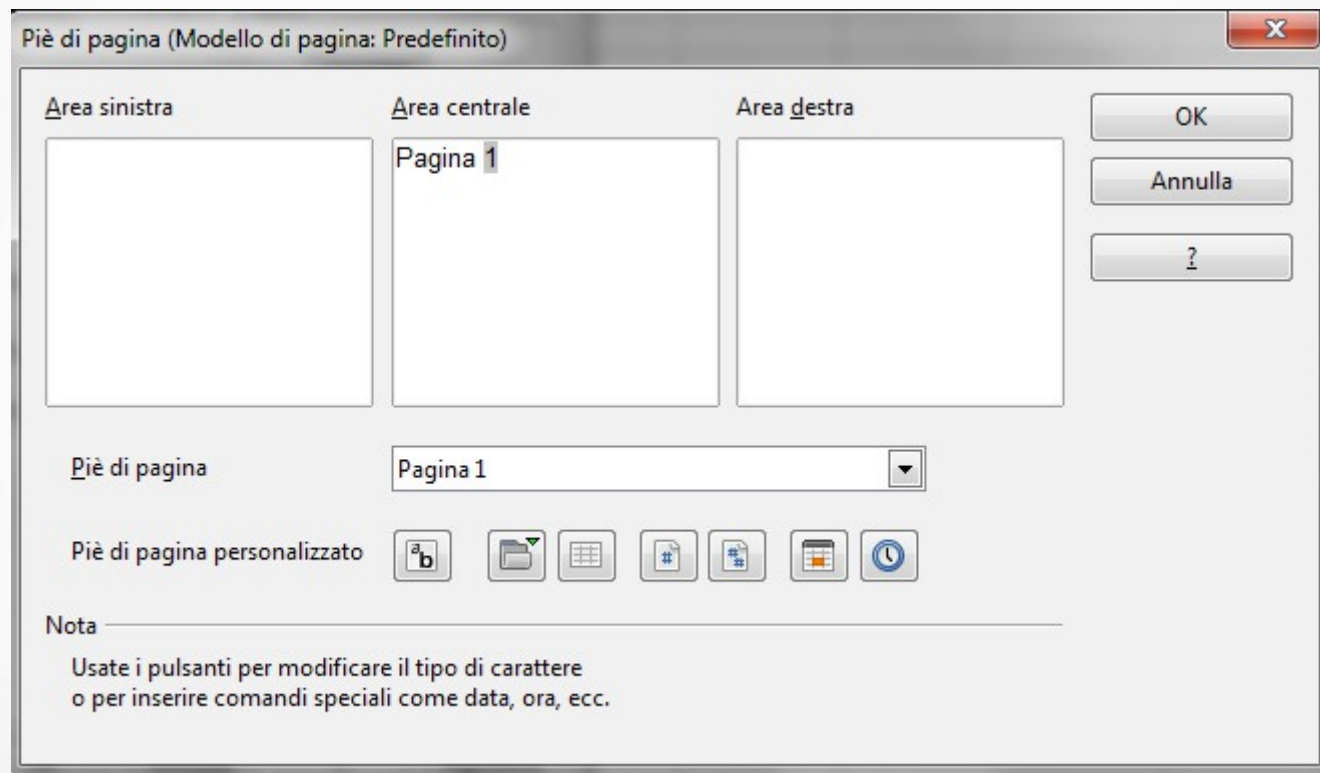 Piè di pagina (Modello di pagina: Predefinito)
Area sinistra
Area centrale
Area destra
OK
Pagina 1
Annulla
?
Piè di pagina
Pagina 1
Piè di pagina personalizzato
Nota
Usate i pulsanti per modificare il tipo di carattere
o per inserire comandi speciali come data, ora, ecc.